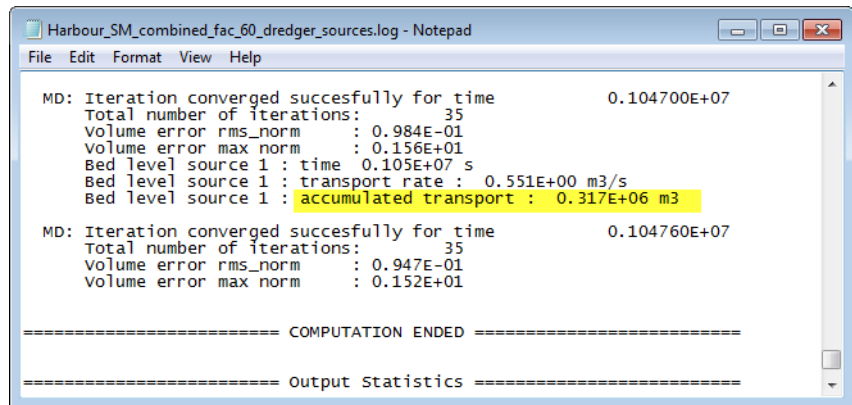 Harbour_SM_combined_fac_60_dredger_sources.log - Notepad
File Edit Format View Help
MD: Iteration converged succesfully for time 0.104700E+07
Total number of iterations: 35
Volume error rms_norm : 0.984E-01
Volume error max norm : 0.156E+01
Bed level source 1 : time 0.105E+07 s
Bed level source 1 : transport rate : 0.551E+00 m3/s
Bed level source 1 : accumulated transport : 0.317E+06 m3
MD: Iteration converged succesfully for time 0.104760E+07
Total number of iterations: 35
Volume error rms_norm : 0.947E-01
Volume error max norm : 0.152E+01
========================= COMPUTATION ENDED ==========================
========================= Output Statistics ==========================